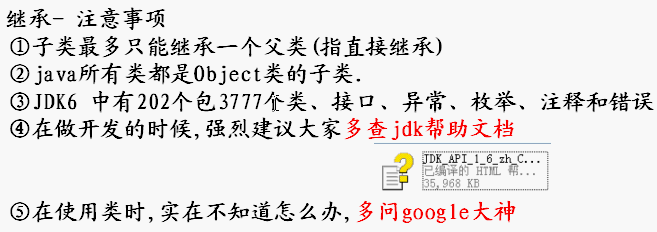 继承- 注意事项
①子类最多只能继承一个父类(指直接继承)
②java所有类都是Object类的子类.
③JDK6 中有202个包3777个类、接口、异常、枚举、注释和错误
④在做开发的时候,强烈建议大家多查jdk帮助文档
JDK_API_1_6_zh_C...
已编译的 HTML 帮...
35,968 KB
⑤在使用类时,实在不知道怎么办,多问google大神